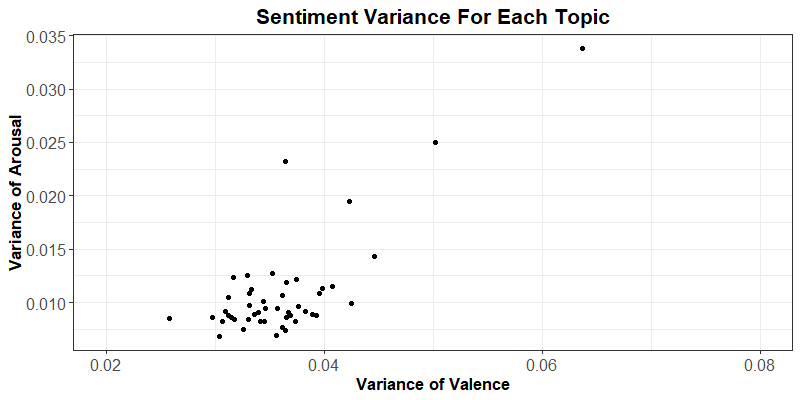 Sentiment Variance For Each Topic
Variance of Arousal
0.035
0.030
0.025
0.020
0.015
0.010
0.02 0.04 0.06 0.08
Variance of Valence